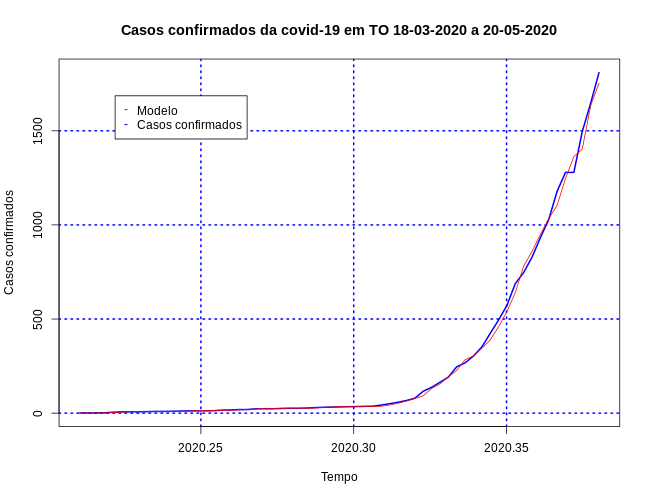 Casos confirmados da covid-19 em TO 18-03-2020 a 20-05-2020
Modelo
Casos confirmados
Casos confirmados
1500
1000
500
0
2020.25 2020.30 2020.35
Tempo